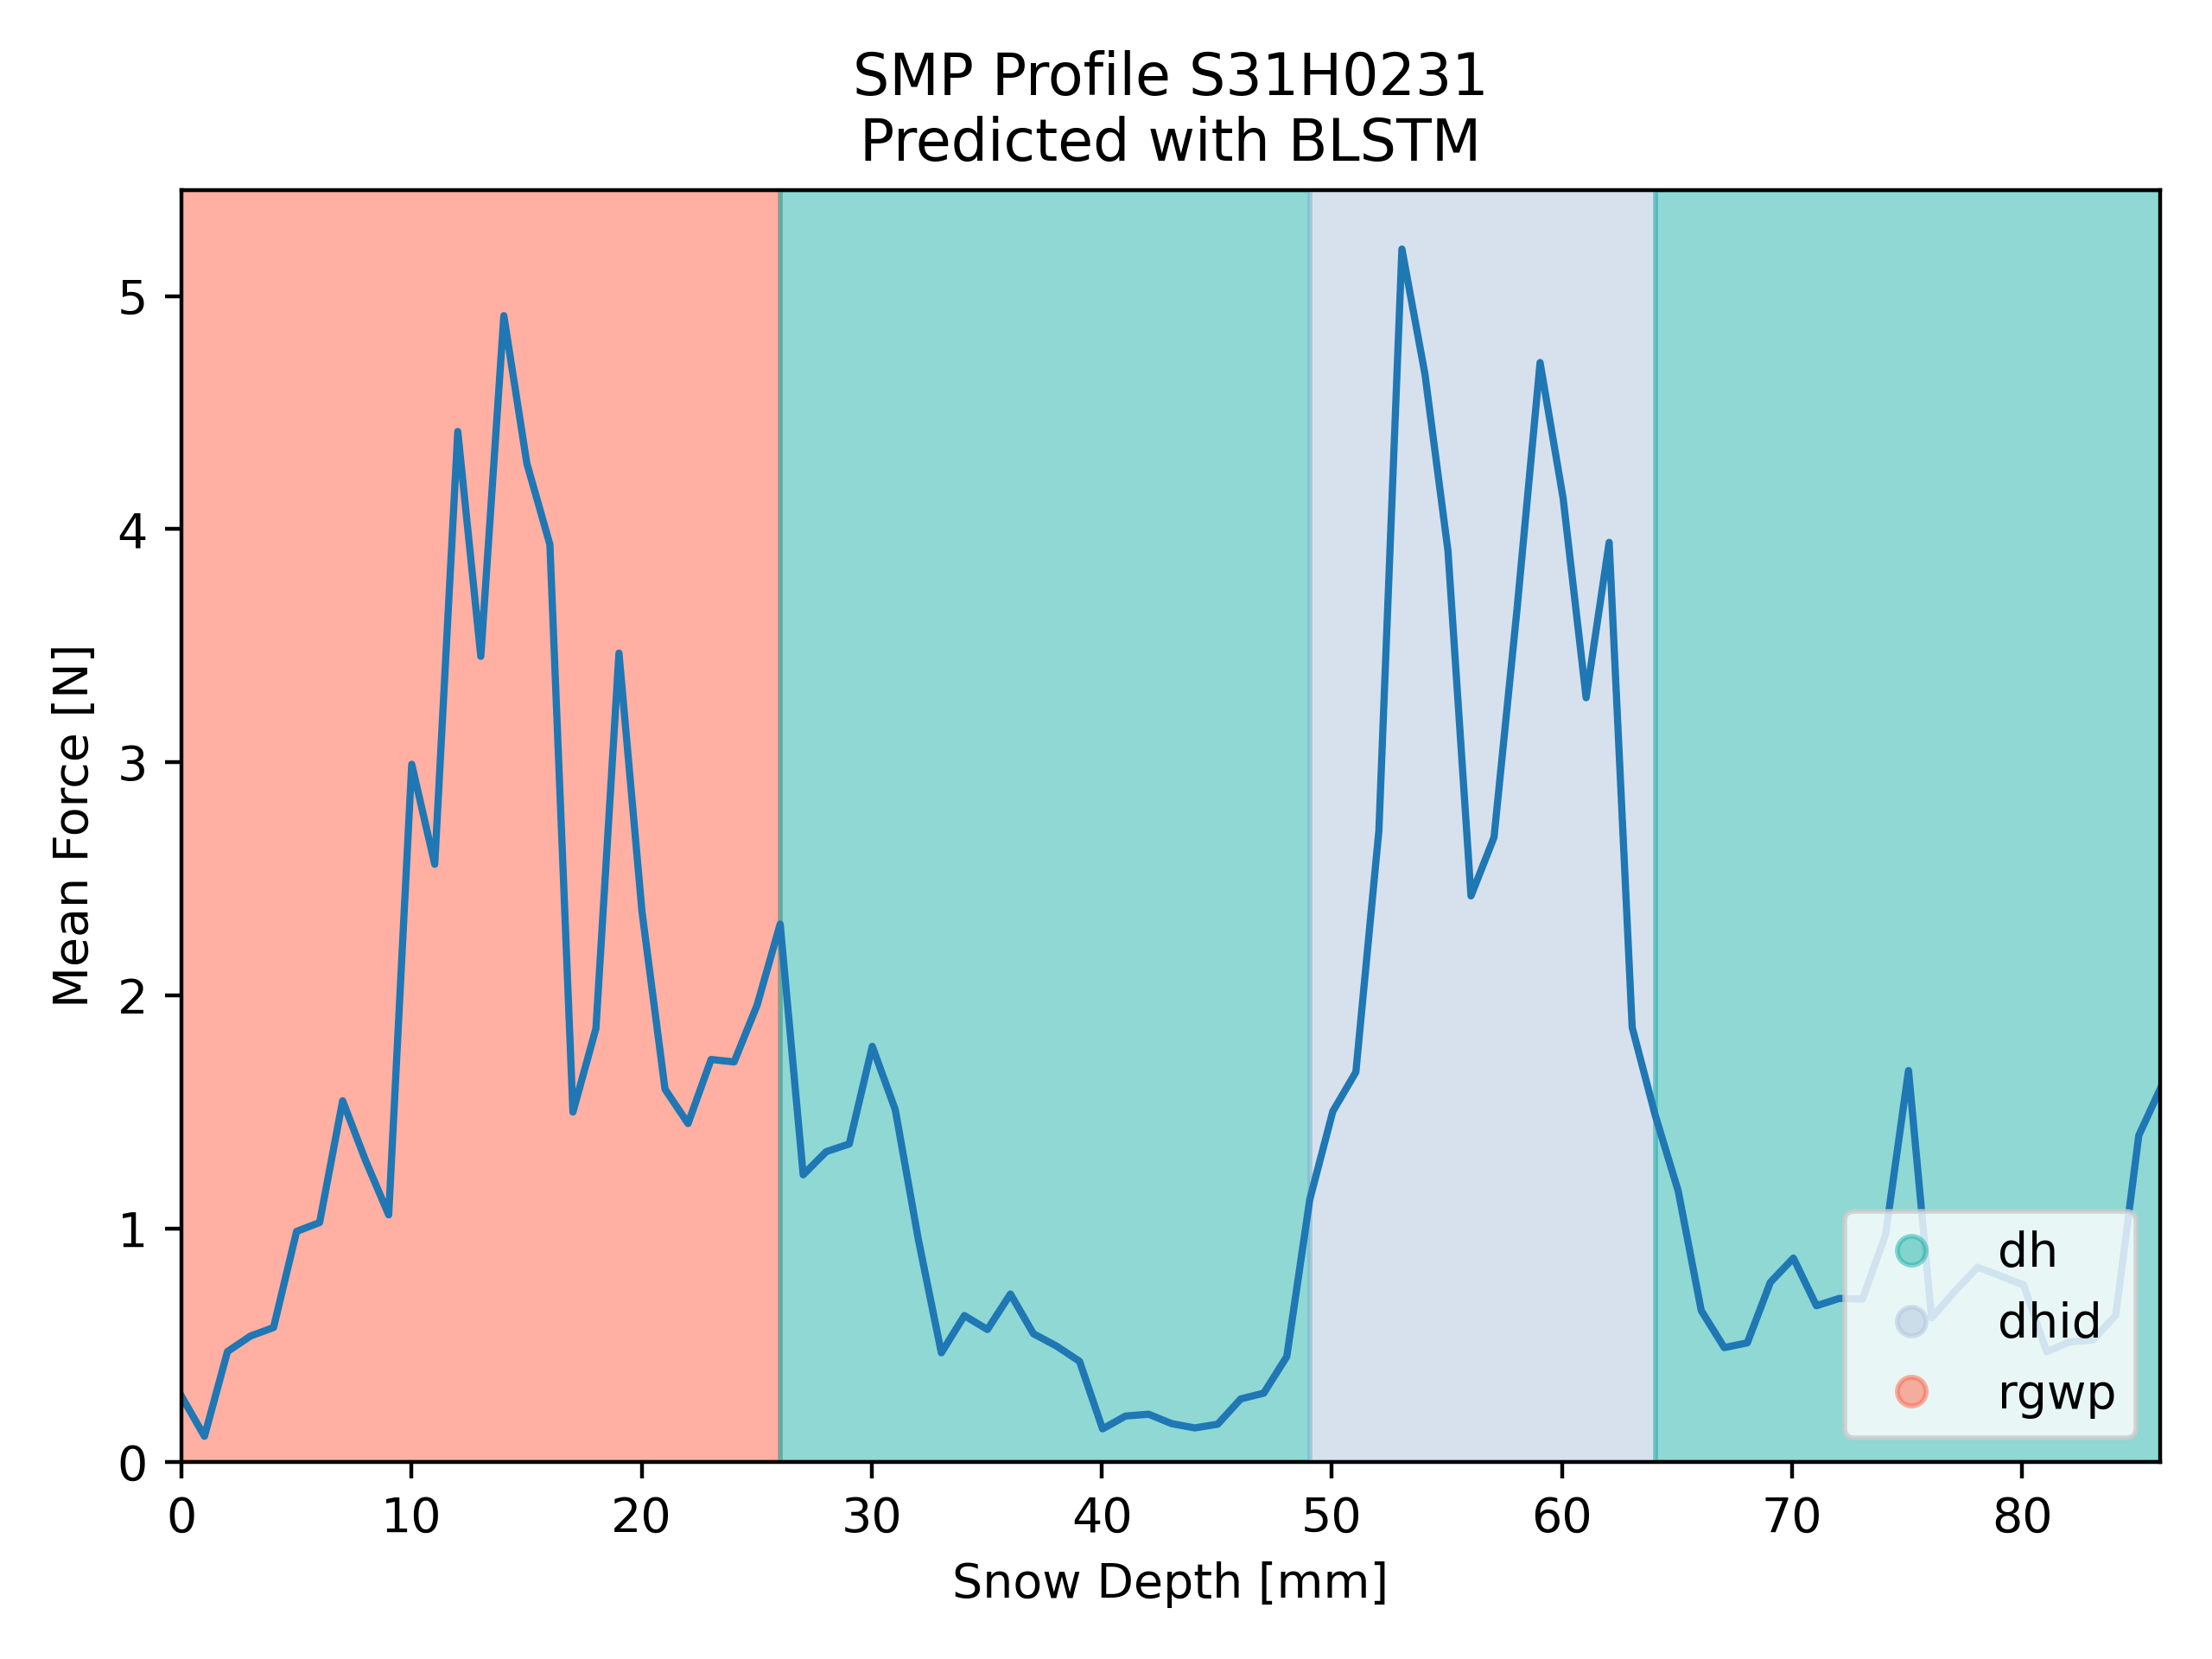 SMP Profile S31H0231
Predicted with BLSTM
Mean Force [N]
5
4
3
2
1
0
dh
dhid
rgwp
0 10 20 30 40 50 60 70 80
Snow Depth [mm]